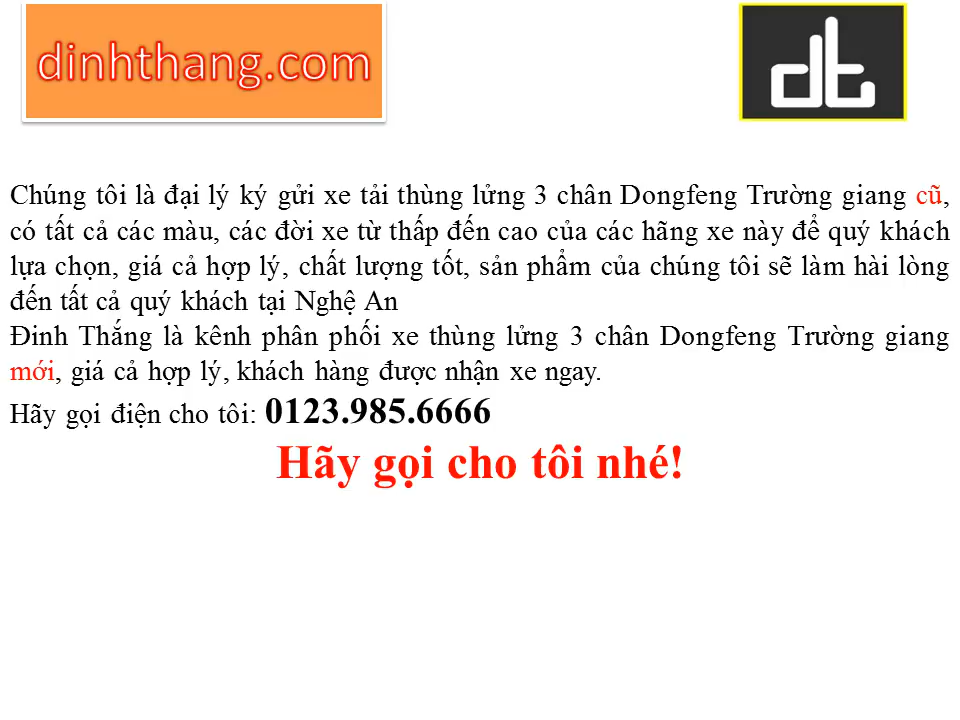 dinhthang.com
dt
Chúng tôi là đại lý ký gửi xe tải thùng lửng 3 chân Dongfeng Trường giang cũ,
có tất cả các màu, các đời xe từ thấp đến cao của các hãng xe này để quý khách
lựa chọn, giá cả hợp lý, chất lượng tốt, sản phẩm của chúng tôi sẽ làm hài lòng
đến tất cả quý khách tại Nghệ An
Đinh Thắng là kênh phân phối xe thùng lửng 3 chân Dongfeng Trường giang
mới, giá cả hợp lý, khách hàng được nhận xe ngay.
Hãy gọi điện cho tôi: 0123.985.6666
Hãy gọi cho tôi nhé!